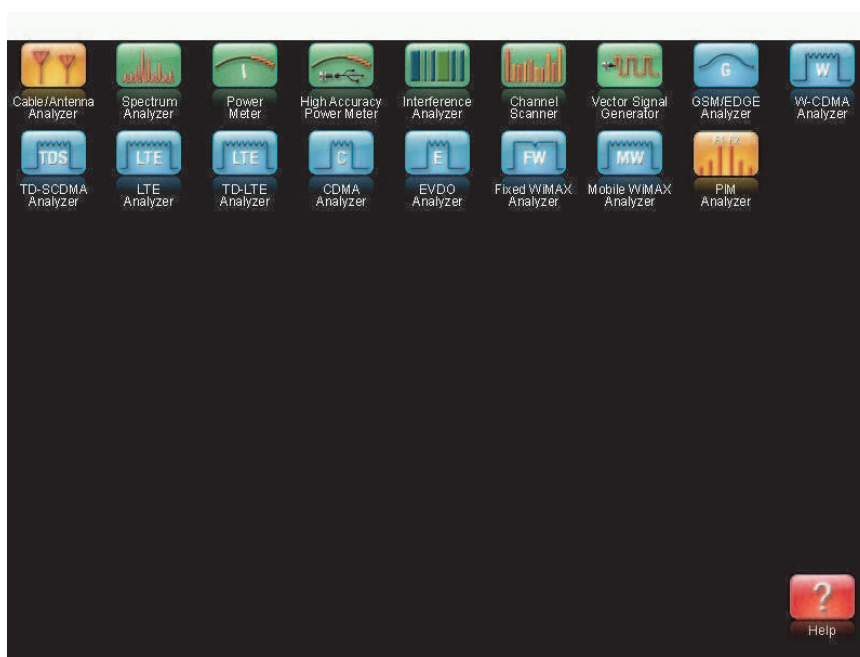 Cable/Antenna
Analyzer
Spectrum
Analyzer
Power
Meter
High Accuracy
Power Meter
Interference
Analyzer
Channel
Scanner
Vector Signal
Generator
G
GSM/EDGE
Analyzer
W
W-CDMA
Analyzer
TDS
TD-SCDMA
Analyzer
LTE
LTE
Analyzer
LTE
TD-LTE
Analyzer
C
CDMA
Analyzer
E
EVDO
Analyzer
FW
Fixed WiMAX
Analyzer
MW
Mobile WiMAX
Analyzer
F1 F2
PIM
Analyzer
?
Help